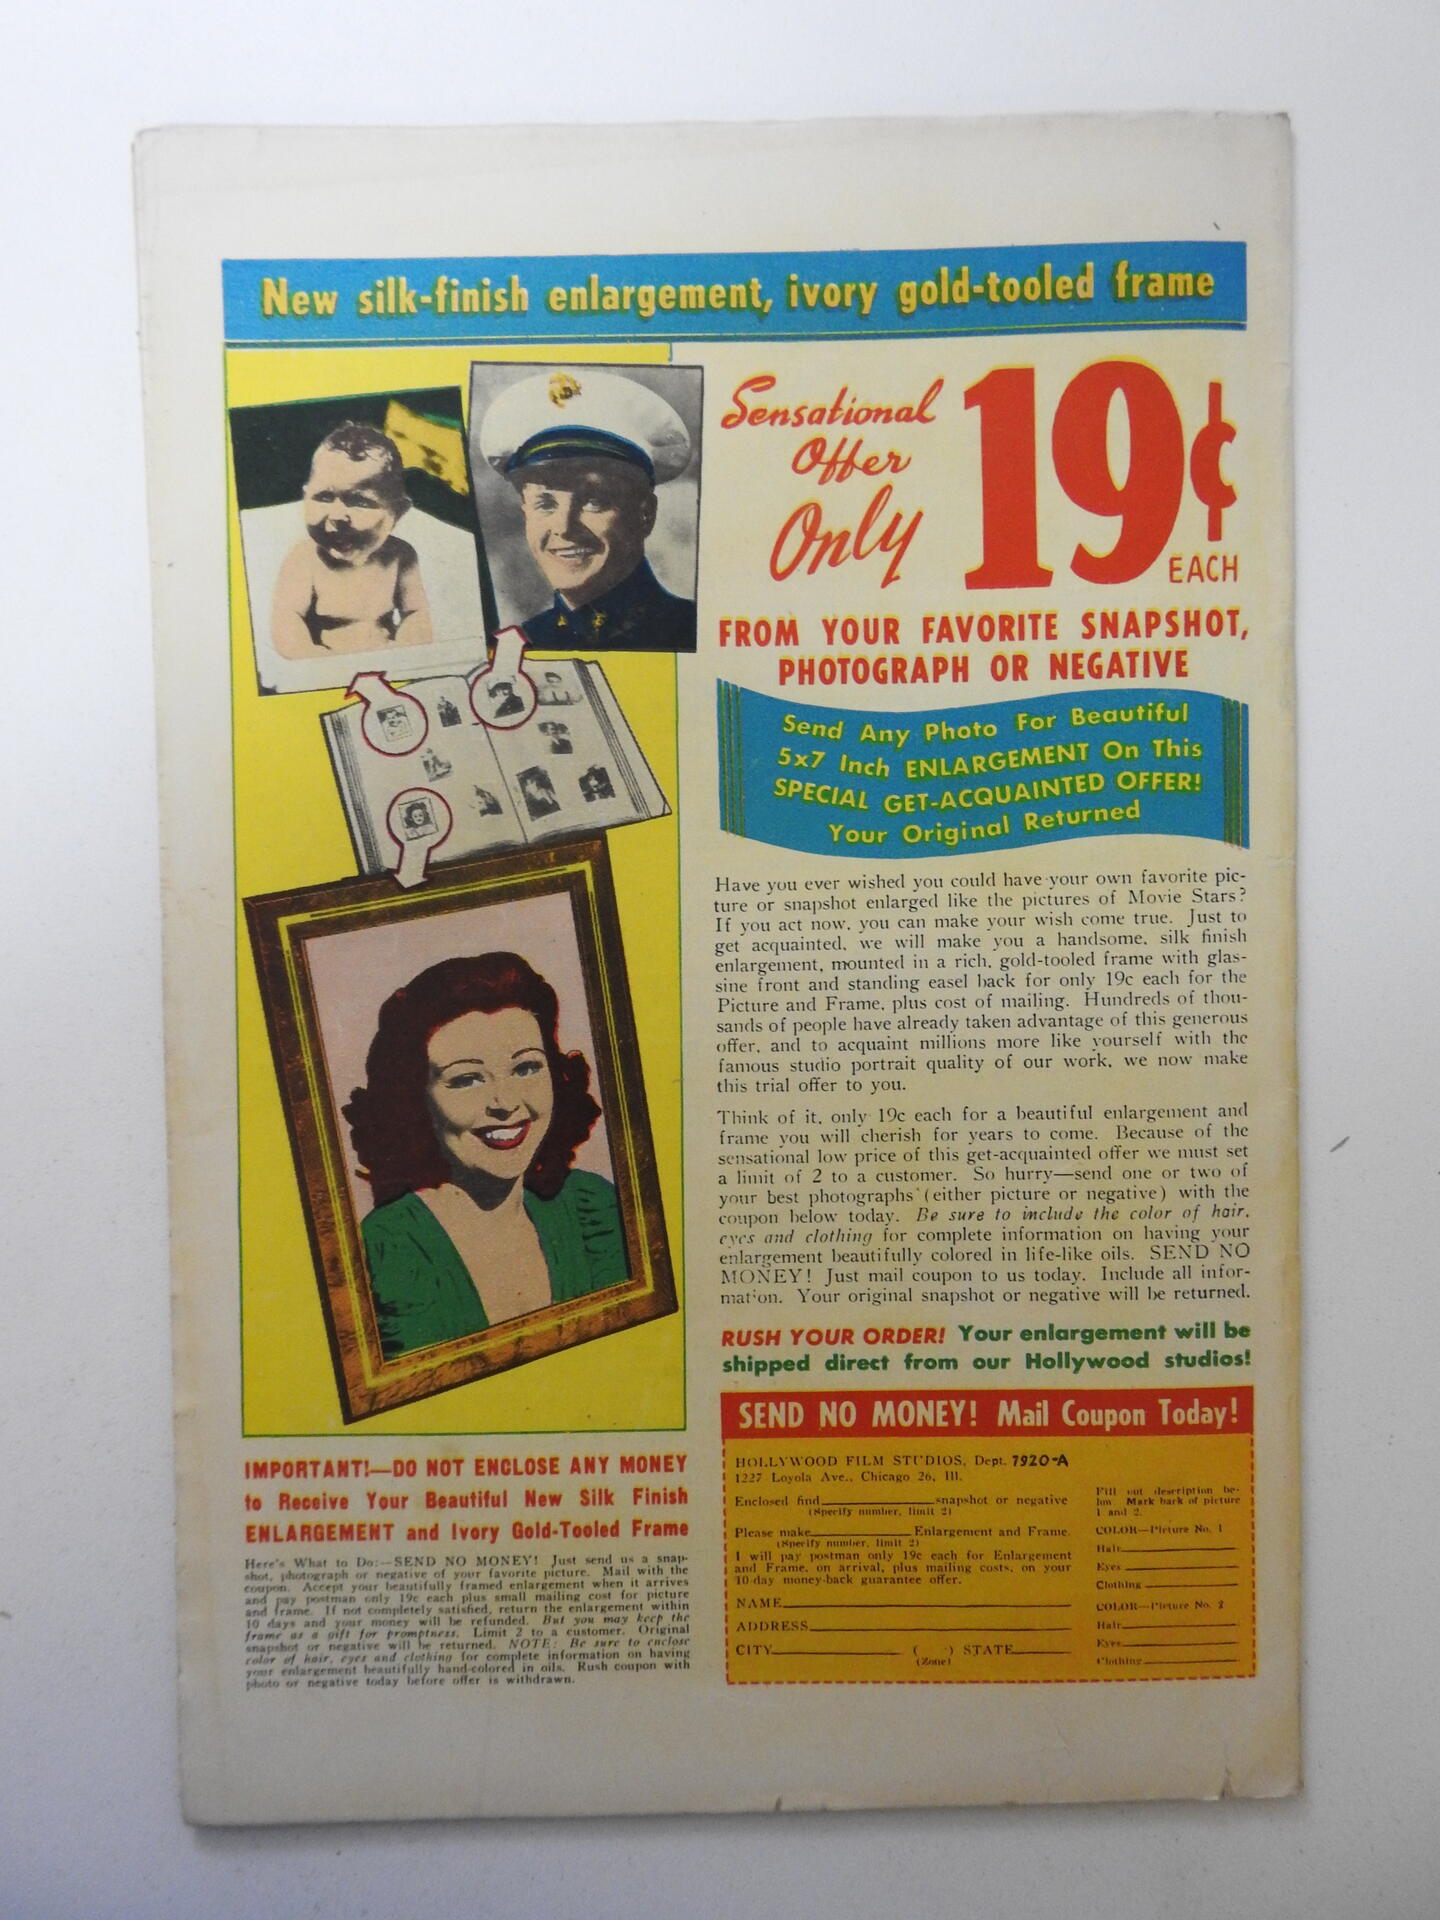 New silk-finish enlargement, ivory gold-tooled frame
Sensational
Offer
Only
19¢
EACH
FROM YOUR FAVORITE SNAPSHOT,
PHOTOGRAPH OR NEGATIVE
Send Any Photo For Beautiful
5x7 Inch ENLARGEMENT On This
SPECIAL GET-ACQUAINTED OFFER!
Your Original Returned
Have you ever wished you could have your own favorite pic-
ture or snapshot enlarged like the pictures of Movie Stars?
If you act now, you can make your wish come true. Just to
get acquainted, we will make you a handsome, silk finish
enlargement, mounted in a rich, gold-tooled frame with glas-
sine front and standing easel back for only 19c each for the
Picture and Frame, plus cost of mailing. Hundreds of thou-
sands of people have already taken advantage of this generous
offer, and to acquaint millions more like yourself with the
famous studio portrait quality of our work, we now make
this trial offer to you.
Think of it, only 19c each for a beautiful enlargement and
frame you will cherish for years to come. Because of the
sensational low price of this get-acquainted offer we must set
a limit of 2 to a customer. So hurry—send one or two of
your best photographs (either picture or negative) with the
coupon below today. Be sure to include the color of hair,
eyes and clothing for complete information on having your
enlargement beautifully colored in life-like oils. SEND NO
MONEY! Just mail coupon to us today. Include all infor-
mation. Your original snapshot or negative will be returned.
RUSH YOUR ORDER! Your enlargement will be
shipped direct from our Hollywood studios!
IMPORTANT!—DO NOT ENCLOSE ANY MONEY
to Receive Your Beautiful New Silk Finish
ENLARGEMENT and Ivory Gold-Tooled Frame
Here's What to Do:—SEND NO MONEY! Just send us a snap-
shot, photograph or negative of your favorite picture. Mail with the
coupon. Accept your beautifully framed enlargement when it arrives
and pay postman only 19c each plus small mailing cost for picture
and frame. If not completely satisfied, return the enlargement within
10 days and your money will be refunded. But you may keep the
frame as a gift for promptness. Limit 2 to a customer. Original
snapshot or negative will be returned. NOTE: Be sure to enclose
color of hair, eyes and clothing for complete information on having
your enlargement beautifully hand-colored in oils. Rush coupon with
photo or negative today before offer is withdrawn.
SEND NO MONEY! Mail Coupon Today!
HOLLYWOOD FILM STUDIOS, Dept. 7920-A
1227 Loyola Ave., Chicago 26, Ill.
Enclosed find snapshot or negative
(Specify number, limit 2)
Please make Enlargement and Frame.
(Specify number, limit 2)
I will pay postman only 19c each for Enlargement
and Frame, on arrival, plus mailing costs, on your
10-day money-back guarantee offer.
NAME
ADDRESS
CITY ( ) STATE
(Zone)
Fill out description be-
low. Mark back of picture
1 and 2.
COLOR—Picture No. 1
Hair
Eyes
Clothing
COLOR—Picture No. 2
Hair
Eyes
Clothing